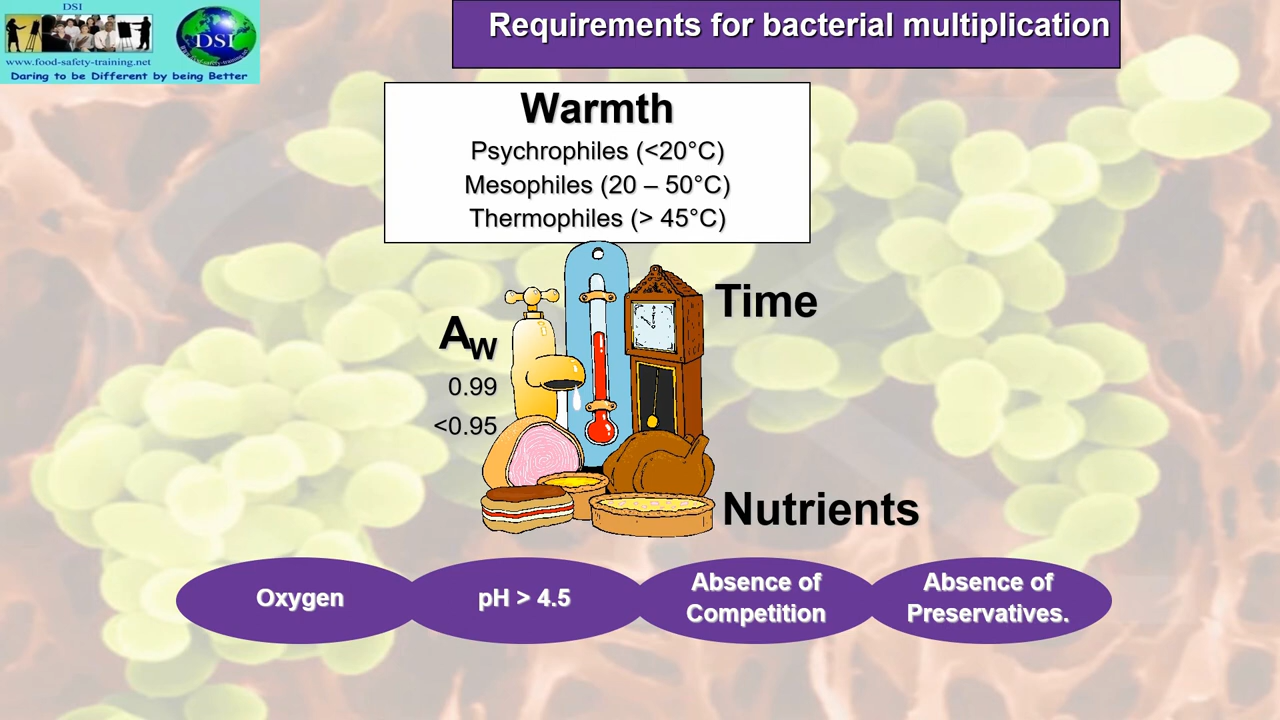 DSI
DSI
www.food-safety-training.net
Daring to be Different by being Better
Requirements for bacterial multiplication
Warmth
Psychrophiles (<20°C)
Mesophiles (20 – 50°C)
Thermophiles (> 45°C)
Time
AW
0.99
<0.95
Nutrients
Oxygen
pH > 4.5
Absence of
Competition
Absence of
Preservatives.